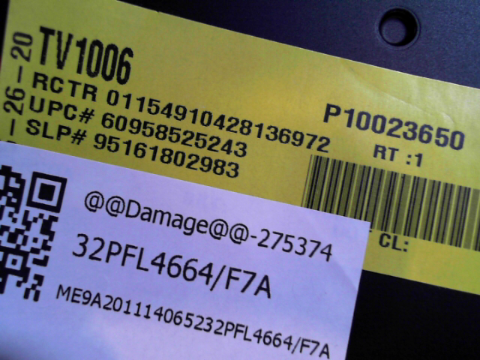 26-20
TV1006
RCTR 01154910428136972
UPC# 60958525243
SLP# 95161802983
P10023650
RT :1
CL:
@@Damage@@-275374
32PFL4664/F7A
ME9A201114065232PFL4664/F7A